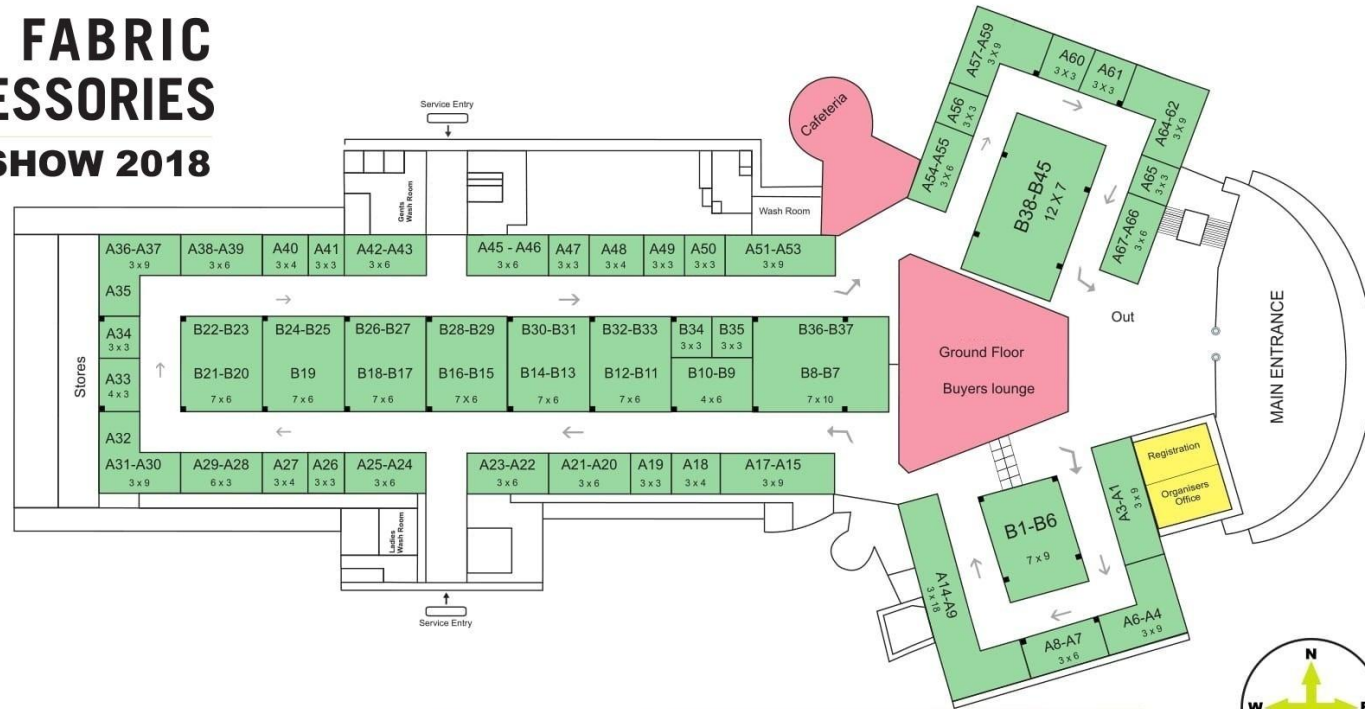 FABRIC
ESSORIES
SHOW 2018
Service Entry
Gents
Wash Room
Wash Room
Cafeteria
A57-A59
3 X 9
A60
3 X 3
A61
3 X 3
A56
3 X 3
A54-A55
3 X 6
A64-62
3 X 9
A65
3 x 3
A67-A66
3 x 6
B38-B45
12 X 7
A36-A37
3 x 9
A38-A39
3 x 6
A40
3 x 4
A41
3 x 3
A42-A43
3 x 6
A45 - A46
3 x 6
A47
3 x 3
A48
3 x 4
A49
3 x 3
A50
3 x 3
A51-A53
3 x 9
A35
A34
3 x 3
A33
4 x 3
A32
Stores
B22-B23
B24-B25
B26-B27
B28-B29
B30-B31
B32-B33
B34
3 x 3
B35
3 x 3
B36-B37
B21-B20
7 x 6
B19
7 x 6
B18-B17
7 x 6
B16-B15
7 X 6
B14-B13
7 x 6
B12-B11
7 x 6
B10-B9
4 x 6
B8-B7
7 x 10
Ground Floor
Buyers lounge
Out
MAIN ENTRANCE
A31-A30
3 x 9
A29-A28
6 x 3
A27
3 x 4
A26
3 x 3
A25-A24
3 x 6
A23-A22
3 x 6
A21-A20
3 x 6
A19
3 x 3
A18
3 x 4
A17-A15
3 x 9
Registration
Organisers
Office
A3-A1
3 x 9
B1-B6
7 x 9
A14-A9
3 x 18
A8-A7
3 x 6
A6-A4
3 x 9
Ladies
Wash Room
Service Entry
N
W